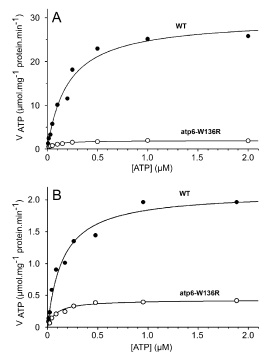 A
30
WT
20
10
atp6-W136R
0
0.0 0.5 1.0 1.5 2.0
[ATP] (µM)
V ATP (µmol.mg⁻¹ protein.min⁻¹)
B
WT
2.0
1.5
1.0
atp6-W136R
0.5
0.0
0.0 0.5 1.0 1.5 2.0
[ATP] (µM)
V ATP (µmol.mg⁻¹ protein.min⁻¹)